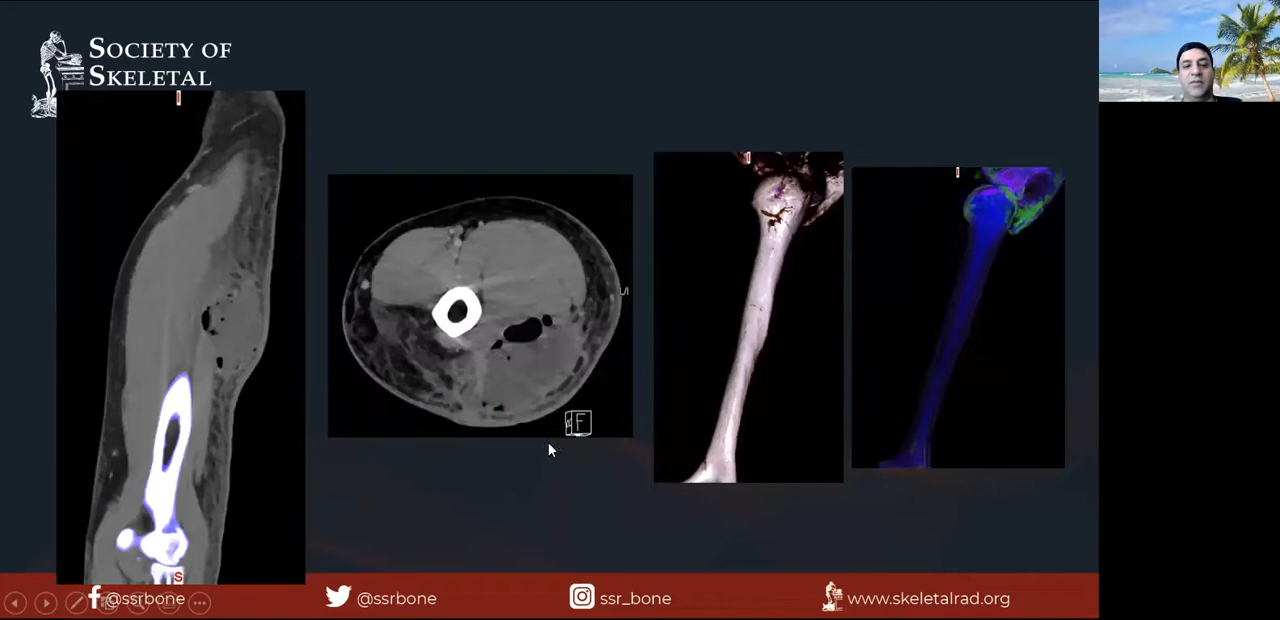 SOCIETY OF
SKELETAL
F
S
@ssrbone
@ssrbone
ssr_bone
www.skeletalrad.org